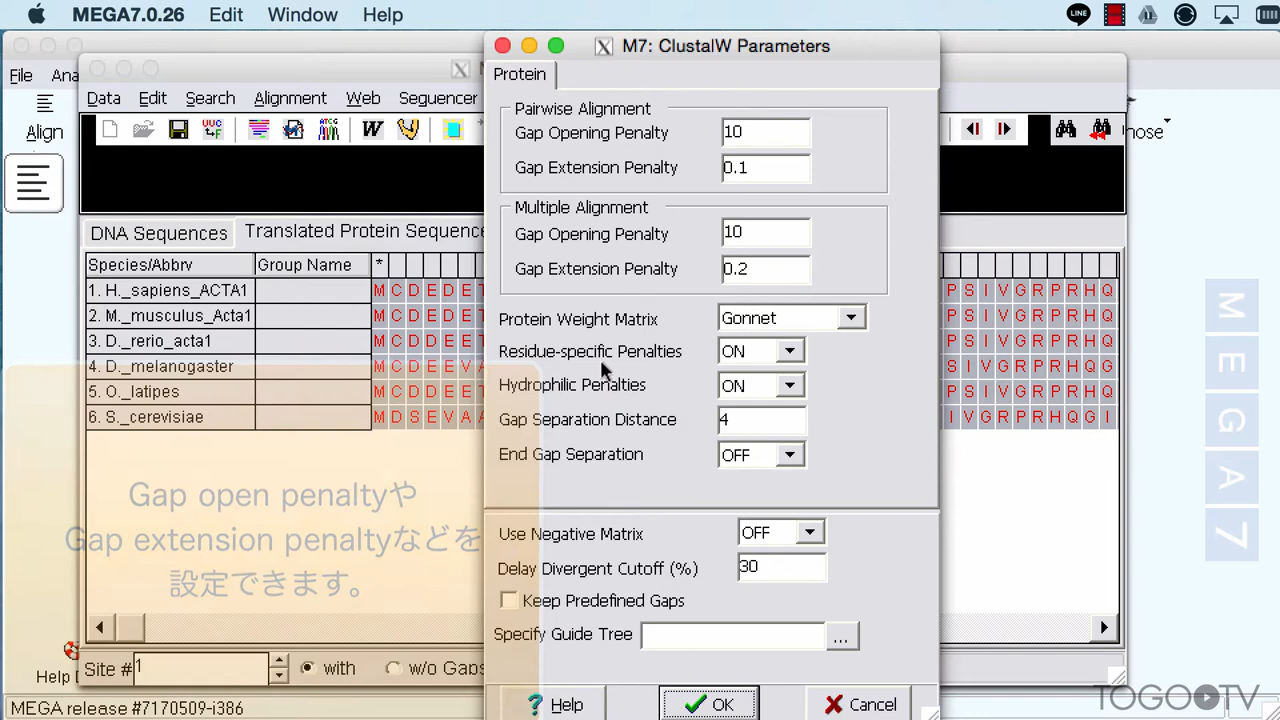 MEGA7.0.26 Edit Window Help
LINE
M7: ClustalW Parameters
File Ana
Protein
Data Edit Search Alignment Web Sequencer
Pairwise Alignment
Align
UUC
ATCG
W
Gap Opening Penalty 10
Gap Extension Penalty 0.1
Multiple Alignment
DNA Sequences Translated Protein Sequence
Gap Opening Penalty 10
Species/Abbrv Group Name *
Gap Extension Penalty 0.2
1. H._sapiens_ACTA1 M C D E D E T P S I V G R P R H Q
2. M._musculus_Acta1 M C D E D E T P S I V G R P R H Q
Protein Weight Matrix Gonnet
3. D._rerio_acta1 M C D E D E T P S I V G R P R H Q
Residue-specific Penalties ON
4. D._melanogaster M C D E E V A P S I V G R P R H Q
Hydrophilic Penalties ON
5. O._latipes M C D D E E T P S I V G R P R H Q
6. S._cerevisiae M D S E V A A I V G R P R H Q G I
Gap Separation Distance 4
End Gap Separation OFF
Gap open penaltyや
Gap extension penaltyなどを
設定できます。
Use Negative Matrix OFF
Delay Divergent Cutoff (%) 30
Keep Predefined Gaps
Specify Guide Tree ...
Site # 1 with w/o Gaps
Help
MEGA release #7170509-i386
? Help OK Cancel
MEGA7
TOGO TV